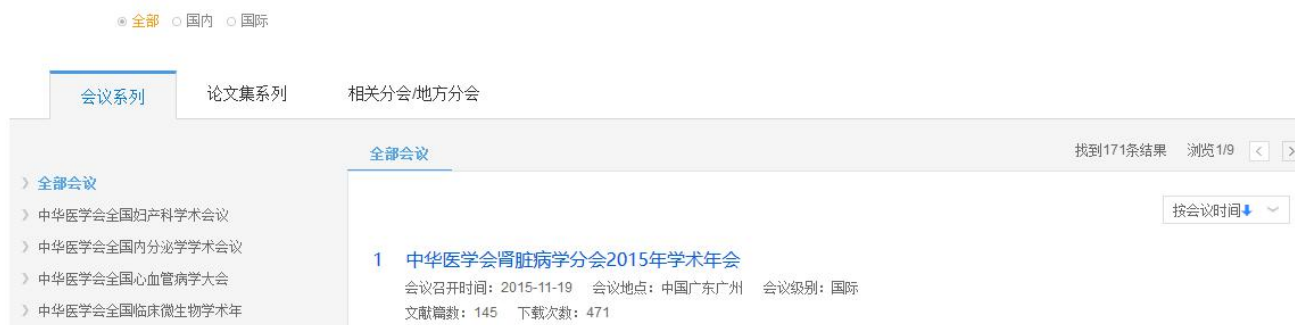 全部 国内 国际
会议系列 论文集系列 相关分会/地方分会
全部会议 找到171条结果 浏览1/9 < >
》全部会议
》中华医学会全国妇产科学术会议
》中华医学会全国内分泌学学术会议
》中华医学会全国心血管病学大会
》中华医学会全国临床微生物学术年
按会议时间
1 中华医学会肾脏病学分会2015年学术年会
会议召开时间：2015-11-19 会议地点：中国广东广州 会议级别：国际
文献篇数：145 下载次数：471